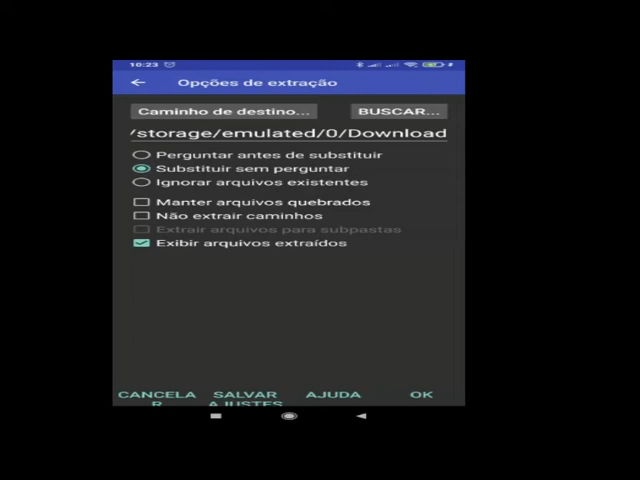 10:23
Opções de extração
Caminho de destino...
BUSCAR...
/storage/emulated/0/Download
Perguntar antes de substituir
Substituir sem perguntar
Ignorar arquivos existentes
Manter arquivos quebrados
Não extrair caminhos
Extrair arquivos para subpastas
Exibir arquivos extraídos
CANCELA
R
SALVAR
AJUSTES
AJUDA
OK